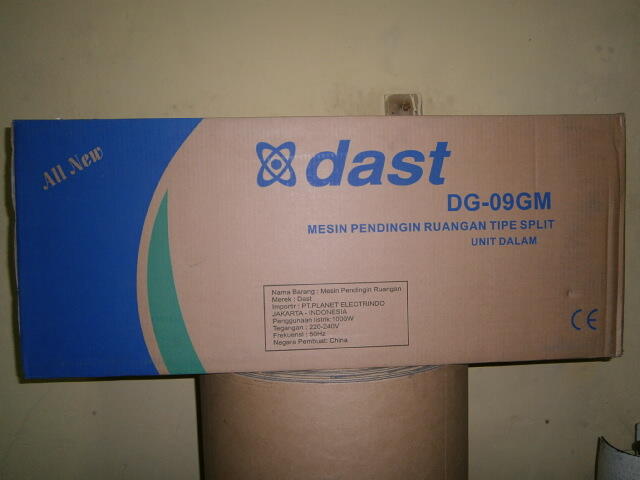 All New
dast
DG-09GM
MESIN PENDINGIN RUANGAN TIPE SPLIT
UNIT DALAM
Nama Barang : Mesin Pendingin Ruangan
Merek : Dast
Importir : PT.PLANET ELECTRINDO
JAKARTA - INDONESIA
Penggunaan listrik:1000W
Tegangan : 220-240V
Frekuensi : 50Hz
Negara Pembuat: China
CE